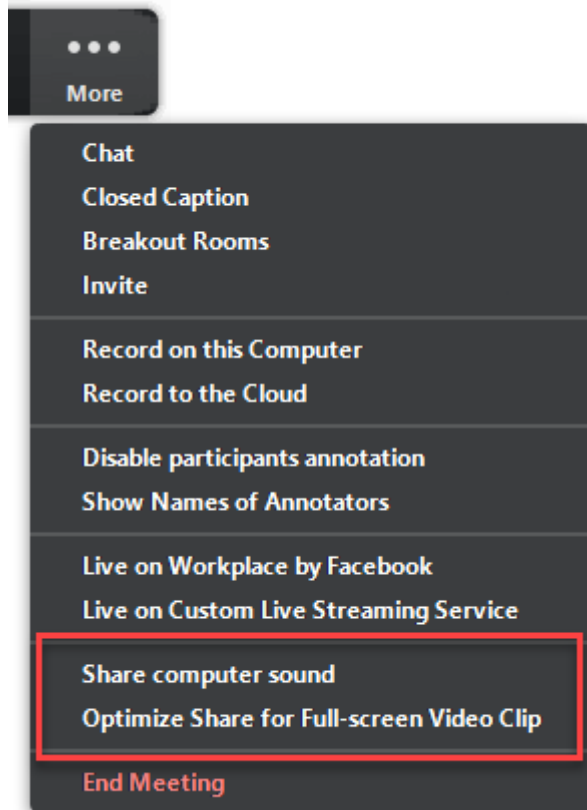 More
Chat
Closed Caption
Breakout Rooms
Invite
Record on this Computer
Record to the Cloud
Disable participants annotation
Show Names of Annotators
Live on Workplace by Facebook
Live on Custom Live Streaming Service
Share computer sound
Optimize Share for Full-screen Video Clip
End Meeting